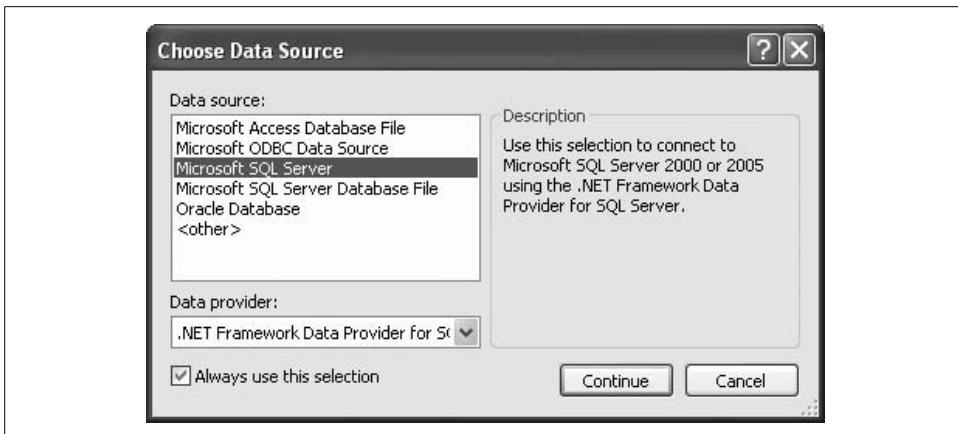 Choose Data Source
Data source:
Microsoft Access Database File
Microsoft ODBC Data Source
Microsoft SQL Server
Microsoft SQL Server Database File
Oracle Database
<other>
Description
Use this selection to connect to
Microsoft SQL Server 2000 or 2005
using the .NET Framework Data
Provider for SQL Server.
Data provider:
.NET Framework Data Provider for
Always use this selection
Continue
Cancel